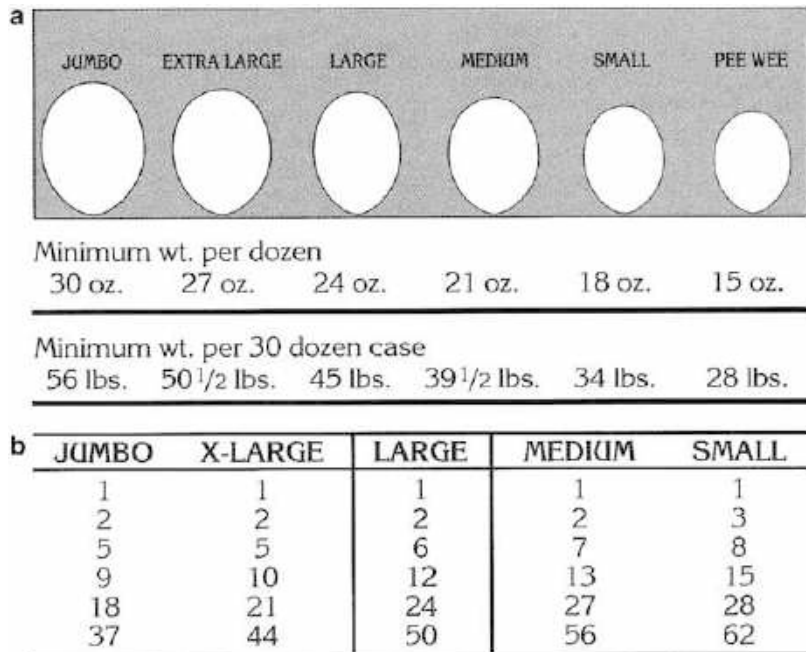 a
JUMBO EXTRA LARGE LARGE MEDIUM SMALL PEE WEE
Minimum wt. per dozen
30 oz. 27 oz. 24 oz. 21 oz. 18 oz. 15 oz.
Minimum wt. per 30 dozen case
56 lbs. 50 1/2 lbs. 45 lbs. 39 1/2 lbs. 34 lbs. 28 lbs.
b JUMBO X-LARGE LARGE MEDIUM SMALL
1 1 1 1 1
2 2 2 2 3
5 5 6 7 8
9 10 12 13 15
18 21 24 27 28
37 44 50 56 62